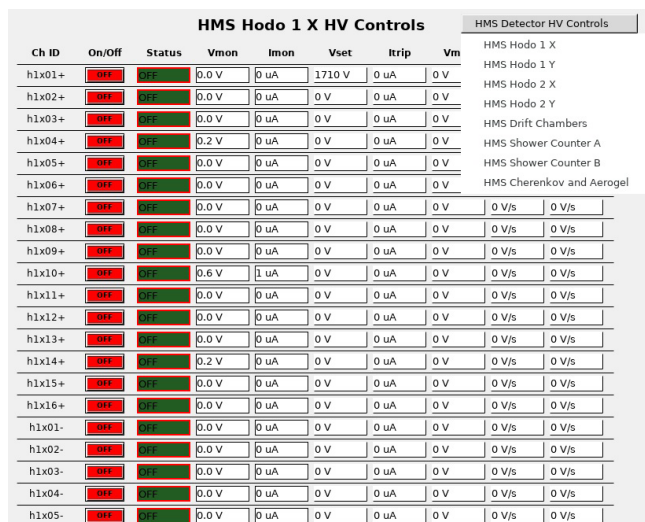 HMS Hodo 1 X HV Controls
HMS Detector HV Controls
HMS Hodo 1 X
HMS Hodo 1 Y
HMS Hodo 2 X
HMS Hodo 2 Y
HMS Drift Chambers
HMS Shower Counter A
HMS Shower Counter B
HMS Cherenkov and Aerogel
Ch ID On/Off Status Vmon Imon Vset Itrip
h1x01+ OFF OFF 0.0 V 0 uA 1710 V 0 uA 0 V
h1x02+ OFF OFF 0.0 V 0 uA 0 V 0 uA 0 V
h1x03+ OFF OFF 0.0 V 0 uA 0 V 0 uA 0 V
h1x04+ OFF OFF 0.2 V 0 uA 0 V 0 uA 0 V
h1x05+ OFF OFF 0.0 V 0 uA 0 V 0 uA 0 V
h1x06+ OFF OFF 0.0 V 0 uA 0 V 0 uA 0 V
h1x07+ OFF OFF 0.0 V 0 uA 0 V 0 uA 0 V 0 V/s 0 V/s
h1x08+ OFF OFF 0.0 V 0 uA 0 V 0 uA 0 V 0 V/s 0 V/s
h1x09+ OFF OFF 0.0 V 0 uA 0 V 0 uA 0 V 0 V/s 0 V/s
h1x10+ OFF OFF 0.6 V 1 uA 0 V 0 uA 0 V 0 V/s 0 V/s
h1x11+ OFF OFF 0.0 V 0 uA 0 V 0 uA 0 V 0 V/s 0 V/s
h1x12+ OFF OFF 0.0 V 0 uA 0 V 0 uA 0 V 0 V/s 0 V/s
h1x13+ OFF OFF 0.0 V 0 uA 0 V 0 uA 0 V 0 V/s 0 V/s
h1x14+ OFF OFF 0.2 V 0 uA 0 V 0 uA 0 V 0 V/s 0 V/s
h1x15+ OFF OFF 0.0 V 0 uA 0 V 0 uA 0 V 0 V/s 0 V/s
h1x16+ OFF OFF 0.0 V 0 uA 0 V 0 uA 0 V 0 V/s 0 V/s
h1x01- OFF OFF 0.0 V 0 uA 0 V 0 uA 0 V 0 V/s 0 V/s
h1x02- OFF OFF 0.0 V 0 uA 0 V 0 uA 0 V 0 V/s 0 V/s
h1x03- OFF OFF 0.0 V 0 uA 0 V 0 uA 0 V 0 V/s 0 V/s
h1x04- OFF OFF 0.0 V 0 uA 0 V 0 uA 0 V 0 V/s 0 V/s
h1x05- OFF OFF 0.0 V 0 uA 0 V 0 uA 0 V 0 V/s 0 V/s